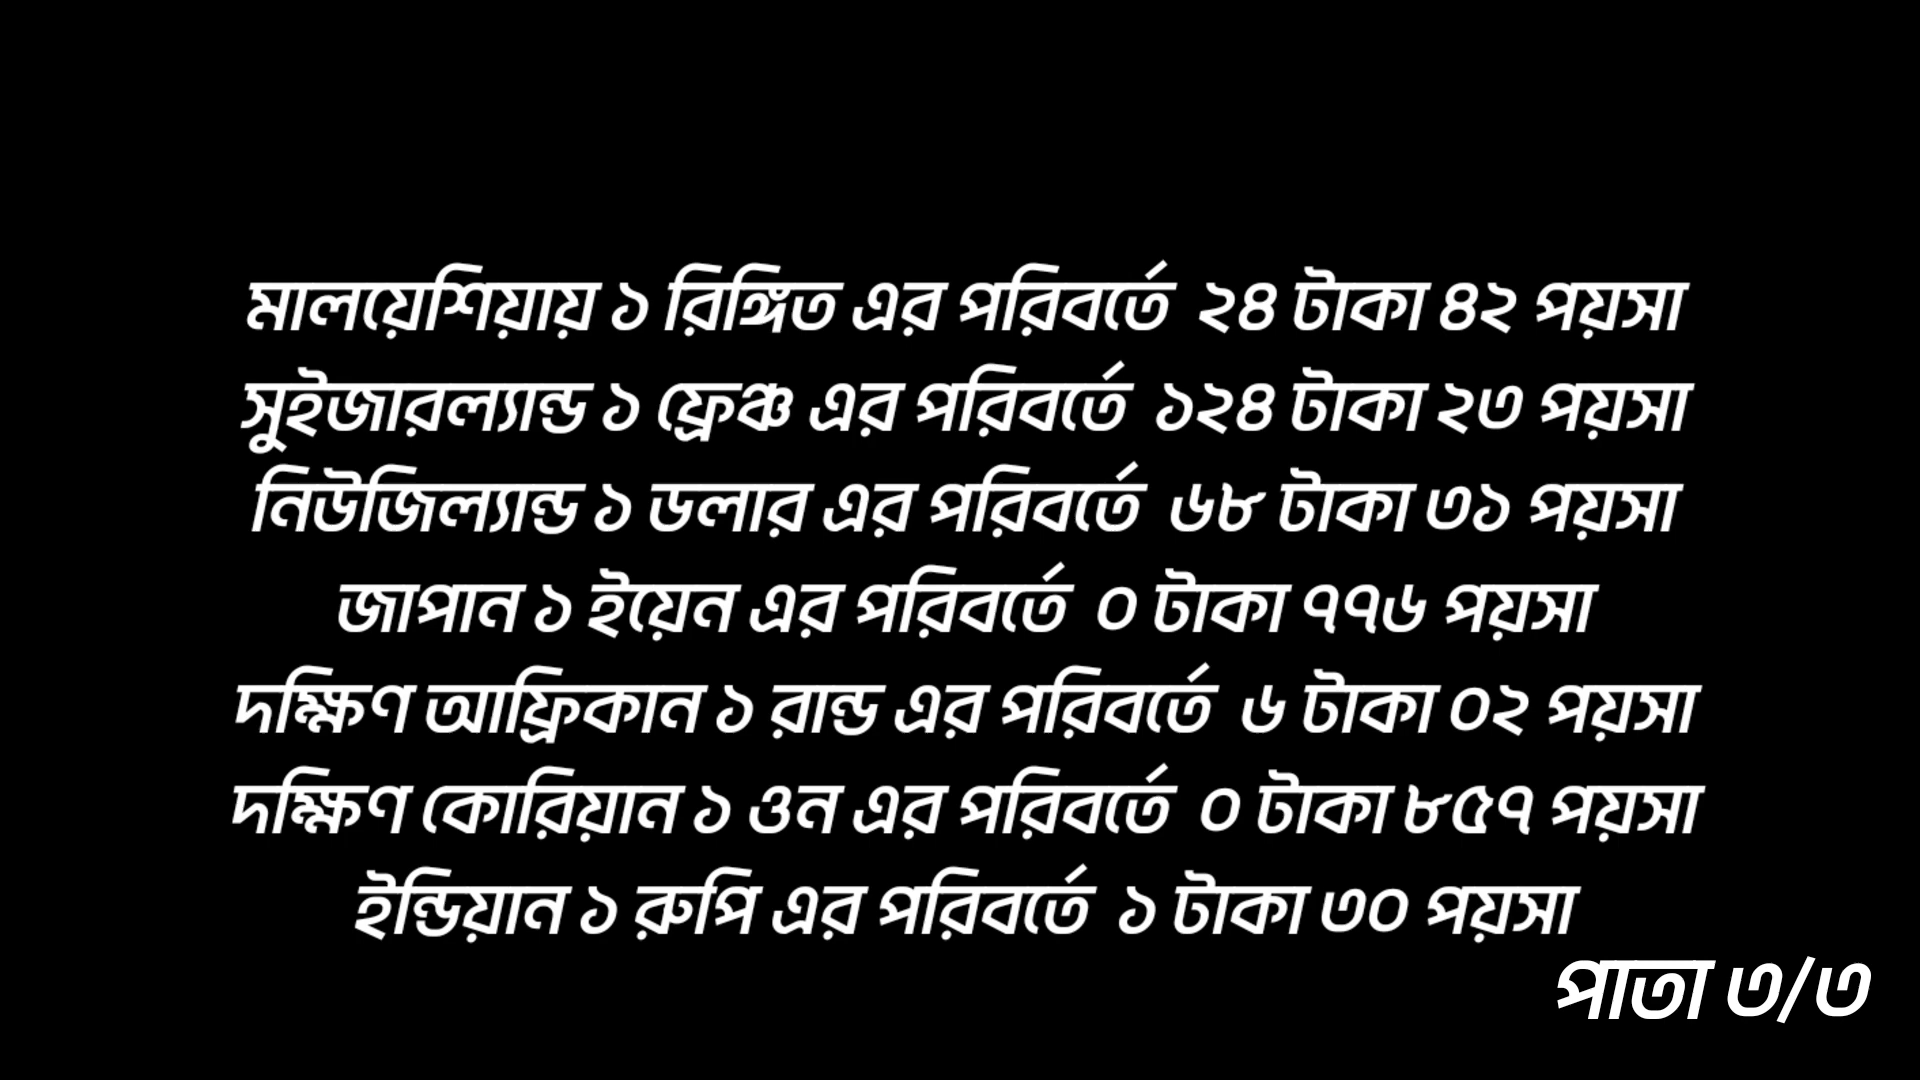 মালয়েশিয়ায় ১ রিঙ্গিত এর পরিবর্তে ২৪ টাকা ৪২ পয়সা
সুইজারল্যান্ড ১ ফ্রেঞ্চ এর পরিবর্তে ১২৪ টাকা ২৩ পয়সা
নিউজিল্যান্ড ১ ডলার এর পরিবর্তে ৬৮ টাকা ৩১ পয়সা
জাপান ১ ইয়েন এর পরিবর্তে ০ টাকা ৭৭৬ পয়সা
দক্ষিণ আফ্রিকান ১ রান্ড এর পরিবর্তে ৬ টাকা ০২ পয়সা
দক্ষিণ কোরিয়ান ১ ওন এর পরিবর্তে ০ টাকা ৮৫৭ পয়সা
ইন্ডিয়ান ১ রুপি এর পরিবর্তে ১ টাকা ৩০ পয়সা
পাতা ৩/৩